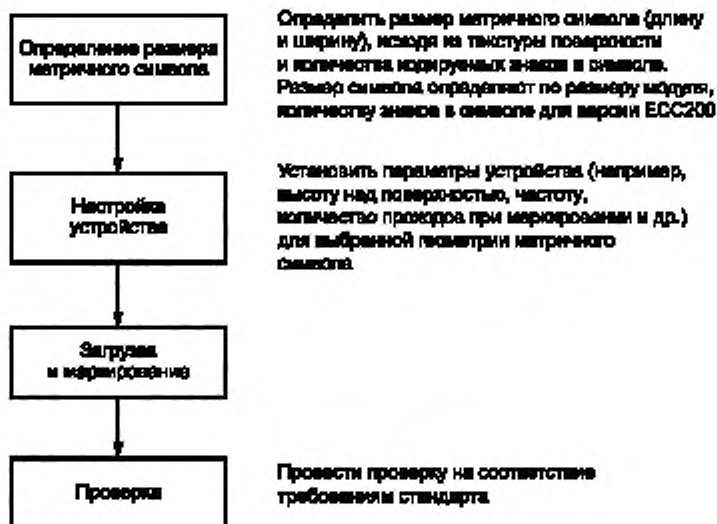 Определение размера
матричного символа
Определить размер матричного символа (длину
и ширину), исходя из текстуры поверхности
и количества кодируемых знаков в символе.
Размер символа определяют по размеру модуля,
количеству знаков в символе для версии ECC200
Настройка
устройства
Установить параметры устройства (например,
высоту над поверхностью, частоту,
количество проходов при маркировании и др.)
для выбранной геометрии матричного
символа
Загрузка
и маркирование
Проверка
Провести проверку на соответствие
требованиям стандарта